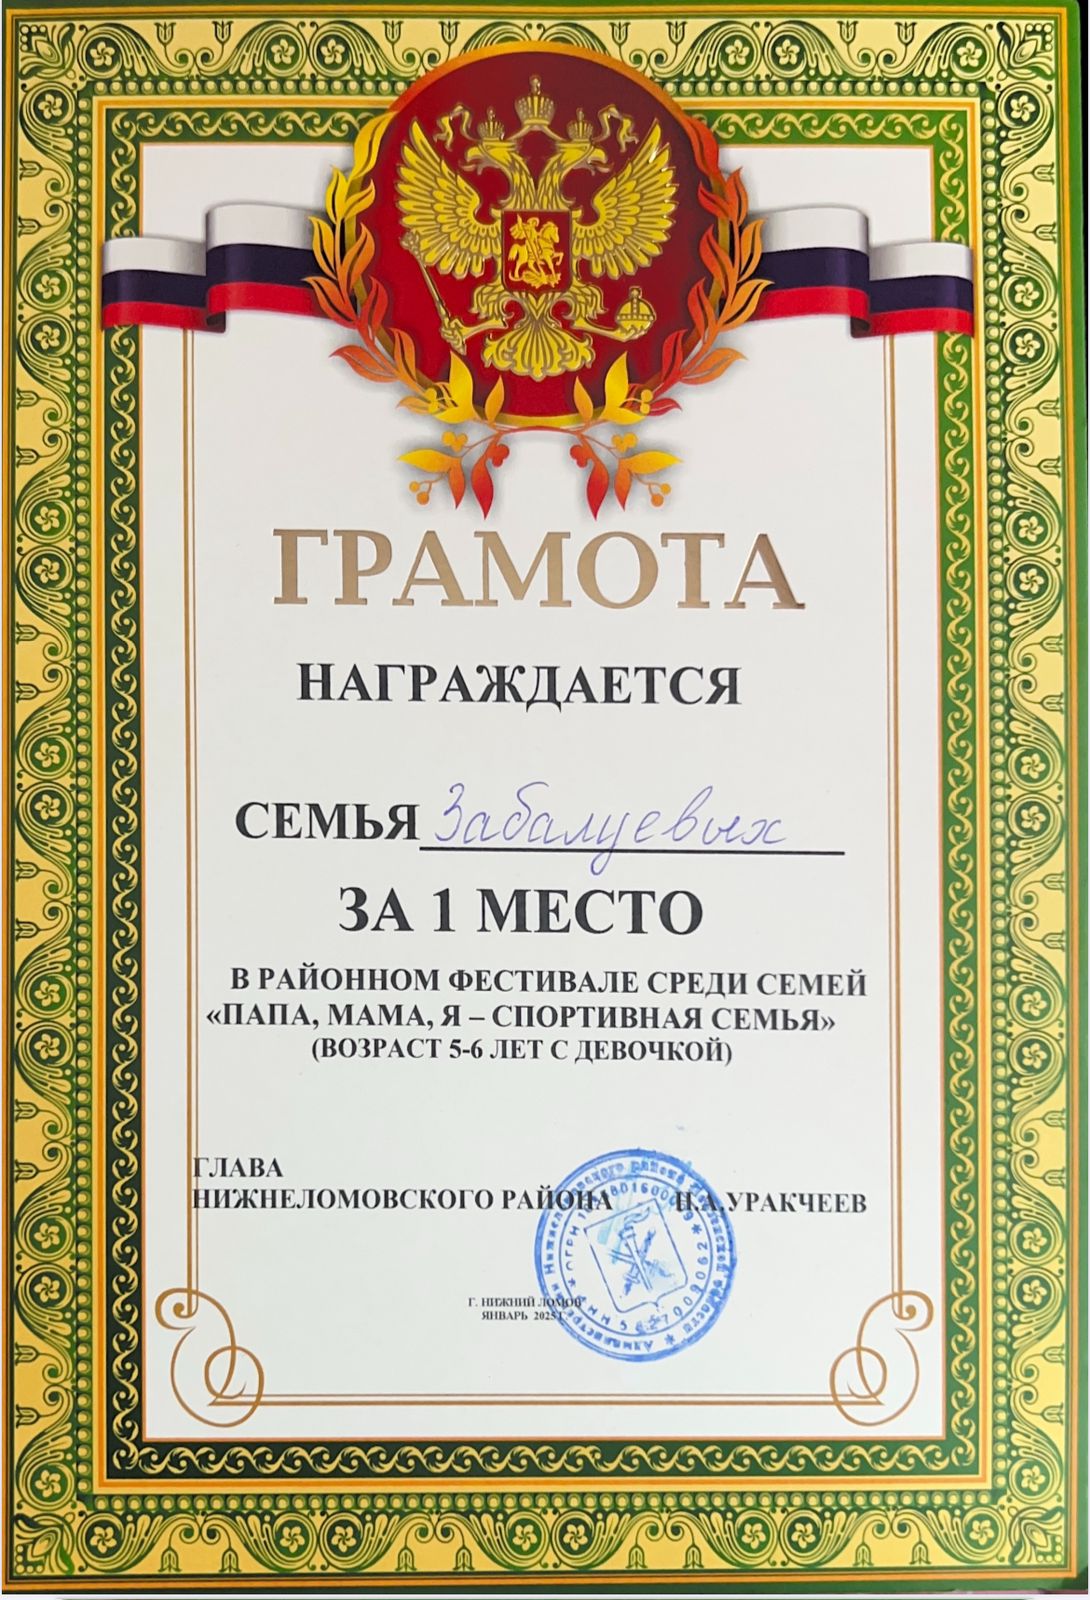 ГРАМОТА
НАГРАЖДАЕТСЯ
СЕМЬЯ Забалуевых
ЗА 1 МЕСТО
В РАЙОННОМ ФЕСТИВАЛЕ СРЕДИ СЕМЕЙ
«ПАПА, МАМА, Я – СПОРТИВНАЯ СЕМЬЯ»
(ВОЗРАСТ 5-6 ЛЕТ С ДЕВОЧКОЙ)
ГЛАВА
НИЖНЕЛОМОВСКОГО РАЙОНА Н.А.УРАКЧЕЕВ
Г. НИЖНИЙ ЛОМОВ
ЯНВАРЬ 2025 Г.